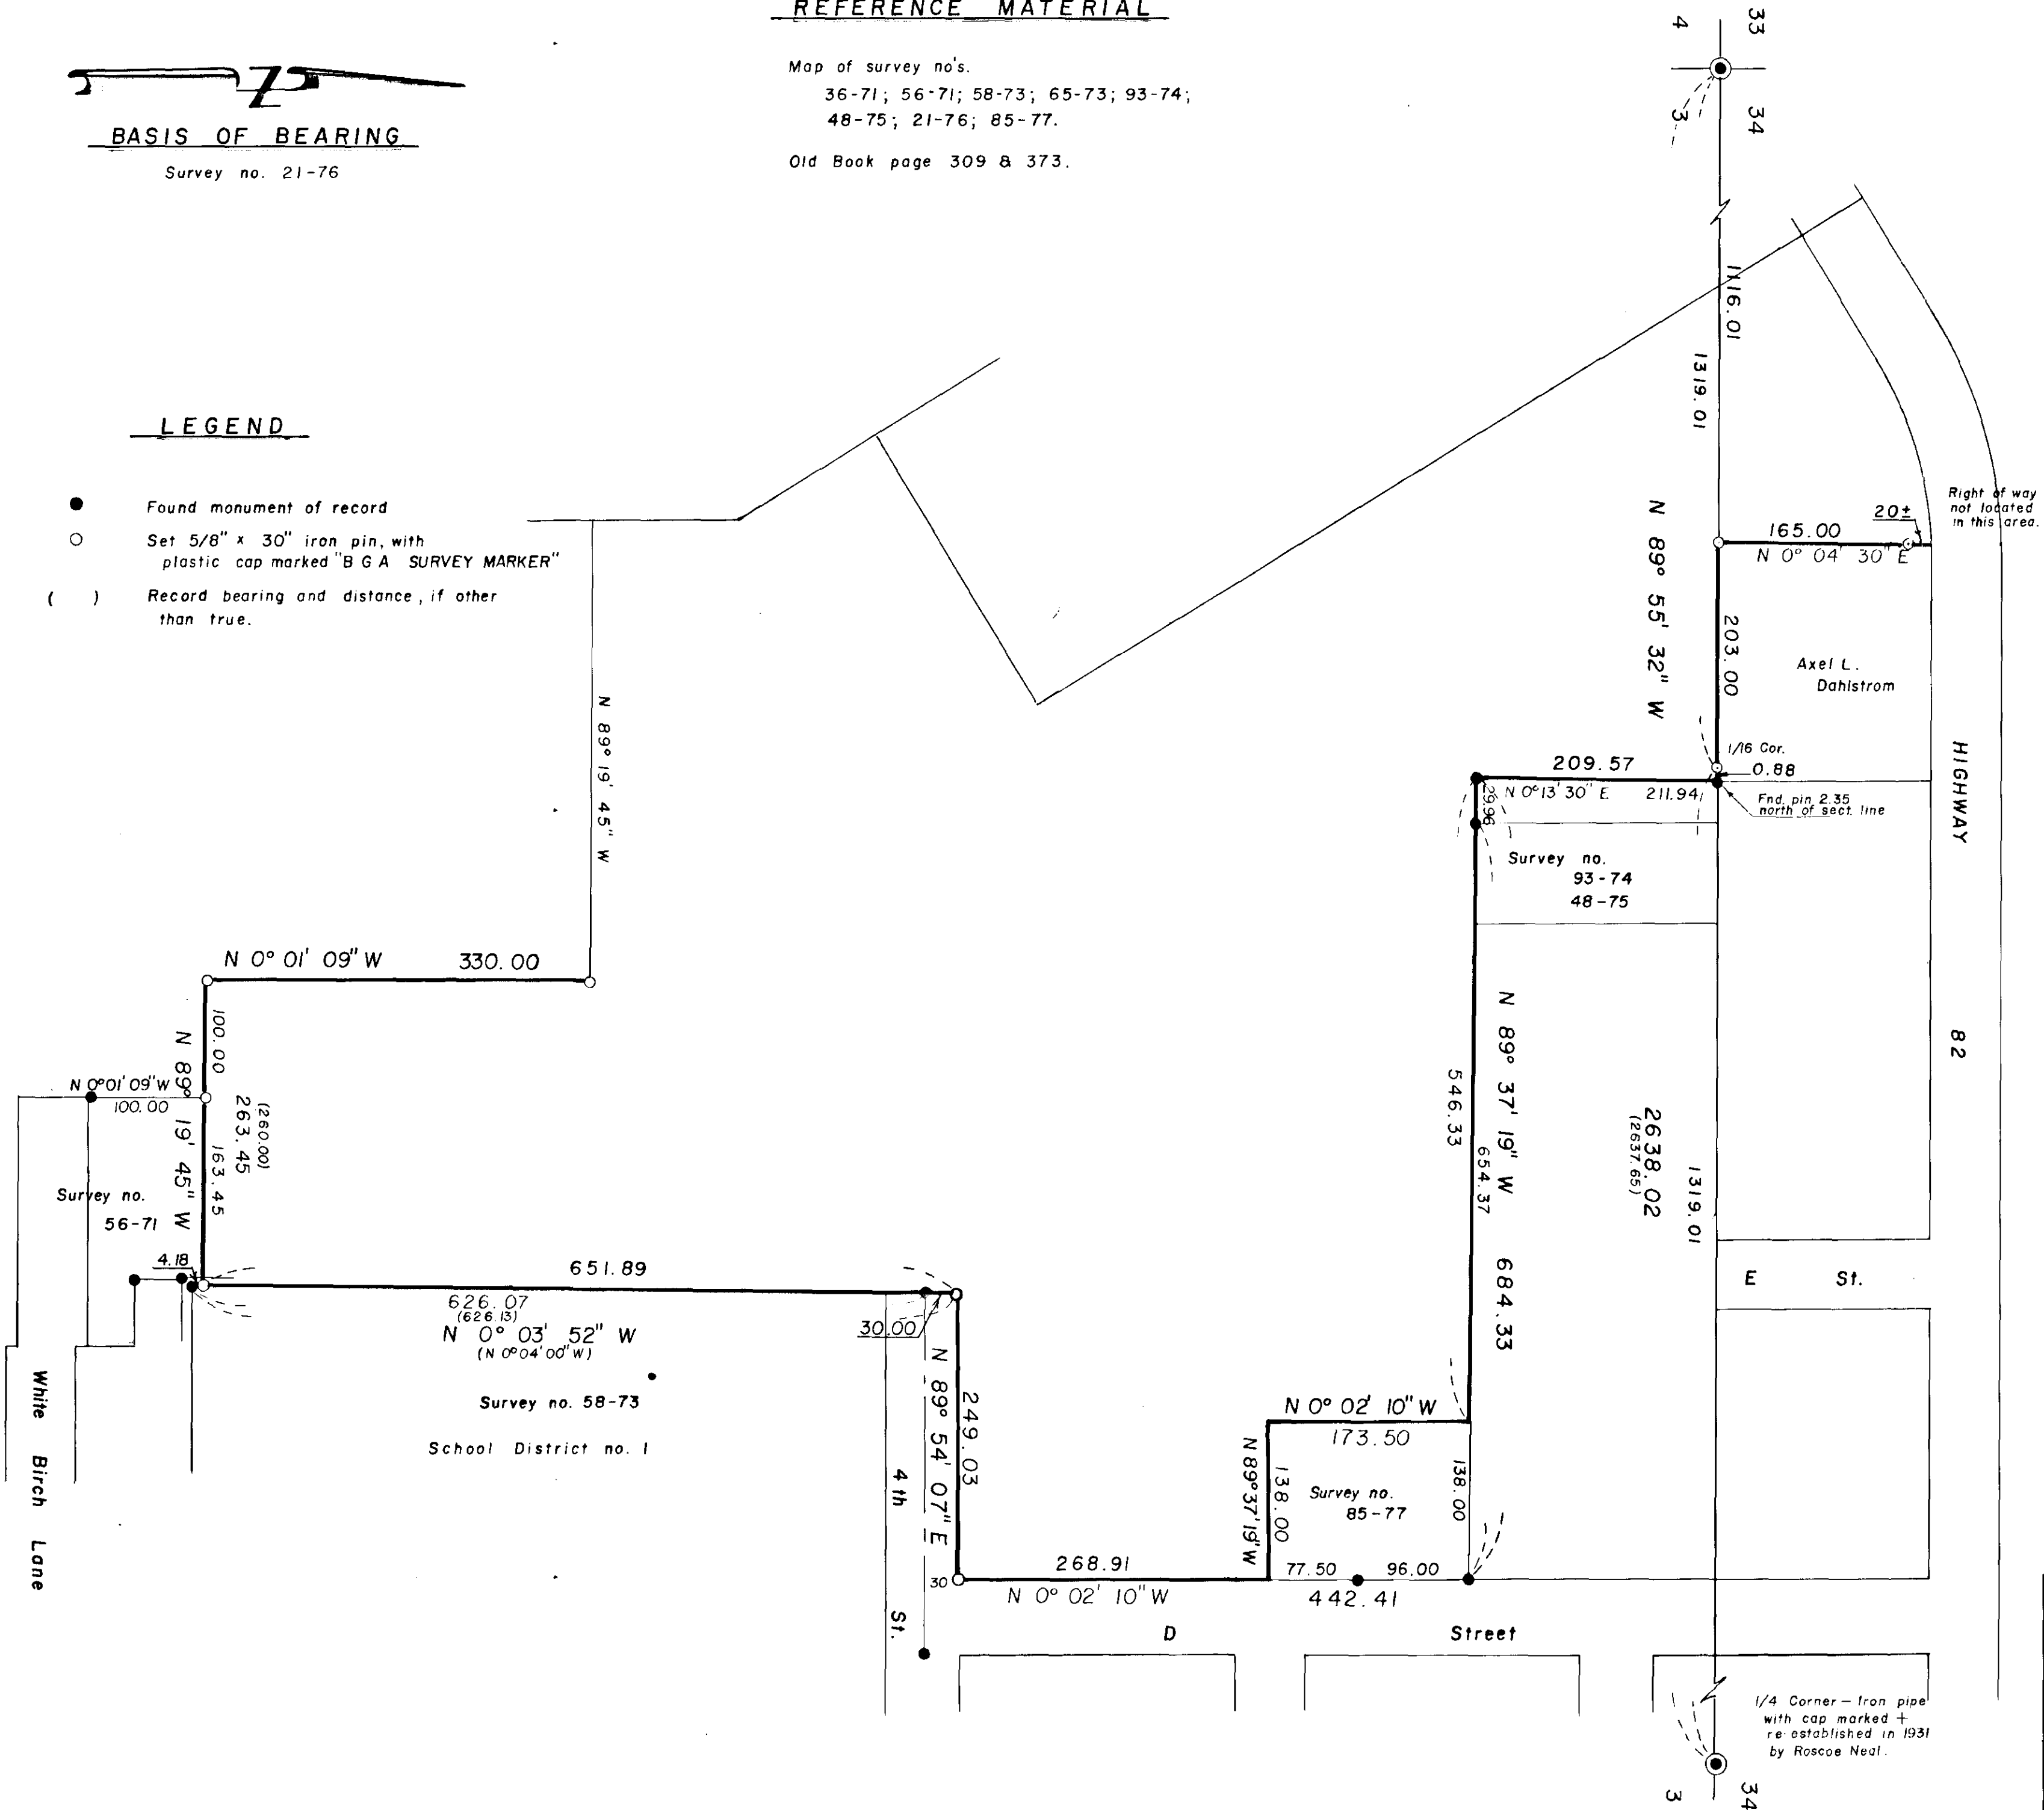 REFERENCE MATERIAL
Map of survey no's.
36-71; 56-71; 58-73; 65-73; 93-74;
48-75; 21-76; 85-77.
Old Book page 309 & 373.
BASIS OF BEARING
Survey no. 21-76
LEGEND
Found monument of record
Set 5/8" x 30" iron pin, with
plastic cap marked "B G A SURVEY MARKER"
( ) Record bearing and distance, if other
than true.
33
4
3
34
1116.01
1319.01
N 89° 55' 32" W
165.00
20±
N 0° 04' 30" E
Right of way
not located
in this area.
203.00
Axel L.
Dahlstrom
1/16 Cor.
0.88
Fnd. pin 2.35
north of sect. line
209.57
N 0° 13' 30" E
211.94
29.96
Survey no.
93-74
48-75
HIGHWAY 82
N 89° 19' 45" W
N 0° 01' 09" W
330.00
100.00
N 89° 19' 45" W
263.45
(260.00)
163.45
N 0° 01' 09" W
100.00
Survey no.
56-71
4.18
White Birch Lane
651.89
626.07
(626.13)
N 0° 03' 52" W
(N 0° 04' 00" W)
30.00
Survey no. 58-73
School District no. 1
N 89° 54' 07" E
249.03
4 th St.
30
268.91
N 0° 02' 10" W
N 89° 37' 19" W
684.33
546.33
654.37
2638.02
(2637.65)
1319.01
E St.
N 0° 02' 10" W
173.50
N 89° 37' 19" W
138.00
138.00
Survey no.
85-77
77.50
96.00
442.41
D Street
1/4 Corner - Iron pipe
with cap marked +
re-established in 1931
by Roscoe Neal.
3
34